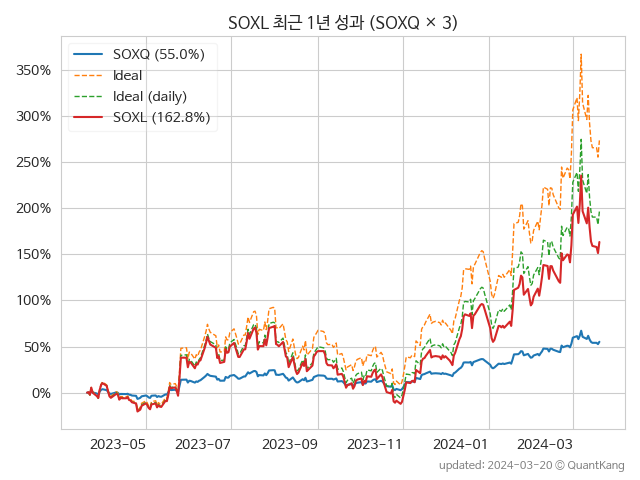 SOXL 최근 1년 성과 (SOXQ × 3)
SOXQ (55.0%)
Ideal
Ideal (daily)
SOXL (162.8%)
350%
300%
250%
200%
150%
100%
50%
0%
2023−05
2023−07
2023−09
2023−11
2024−01
2024−03
updated: 2024-03-20 © QuantKang